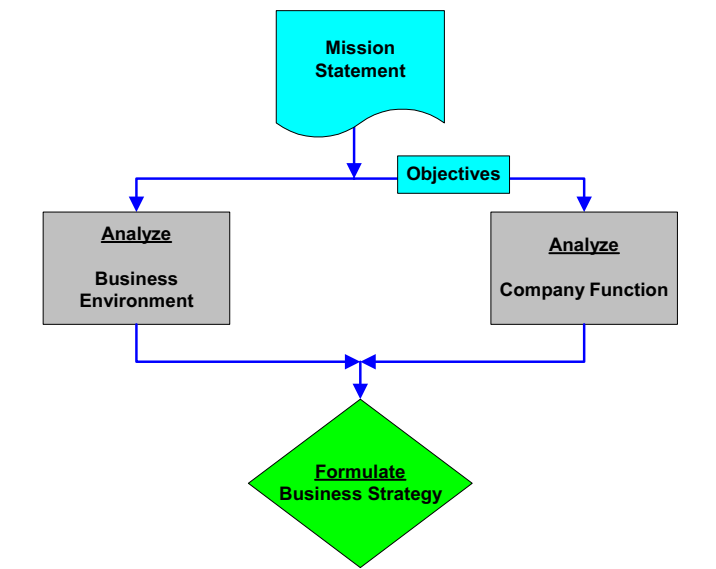 Mission
Statement
Objectives
Analyze
Business
Environment
Analyze
Company Function
Formulate
Business Strategy